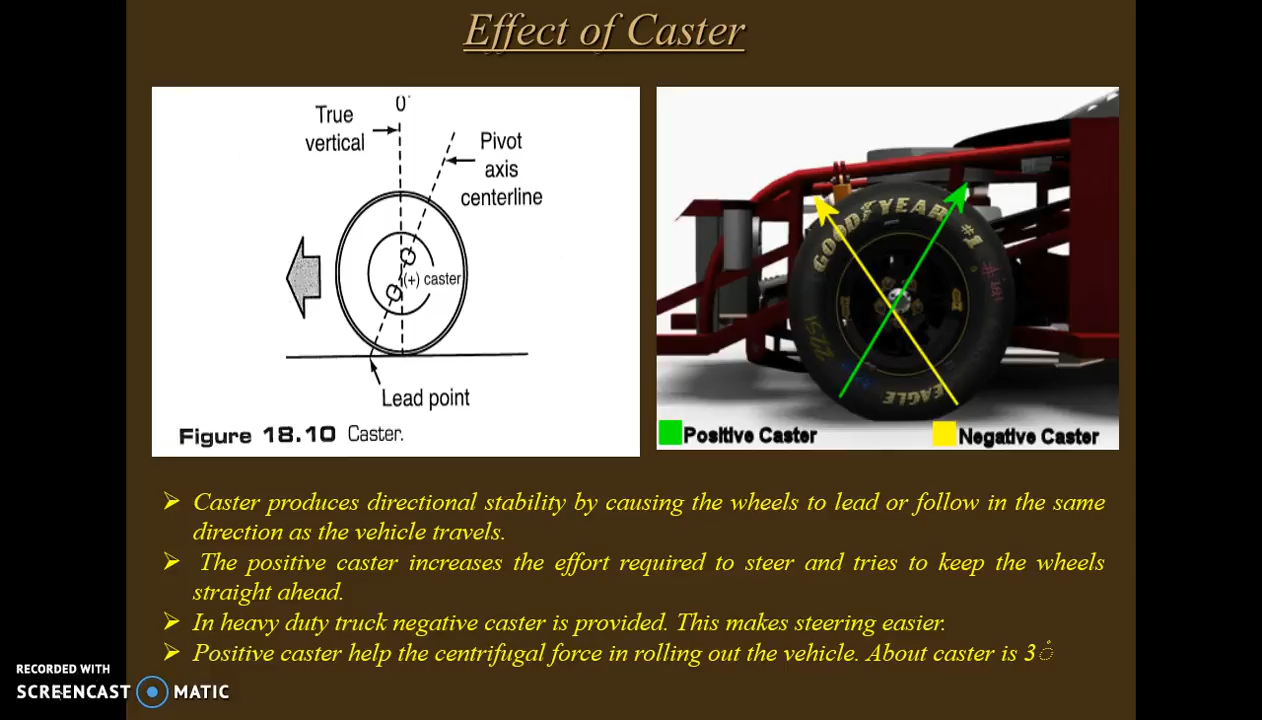 Effect of Caster
0°
True
vertical
Pivot
axis
centerline
(+) caster
Lead point
Figure 18.10 Caster.
GOODYEAR #1
EAGLE
Positive Caster
Negative Caster
➢ Caster produces directional stability by causing the wheels to lead or follow in the same
direction as the vehicle travels.
➢ The positive caster increases the effort required to steer and tries to keep the wheels
straight ahead.
➢ In heavy duty truck negative caster is provided. This makes steering easier.
➢ Positive caster help the centrifugal force in rolling out the vehicle. About caster is 3°
RECORDED WITH
SCREENCAST MATIC